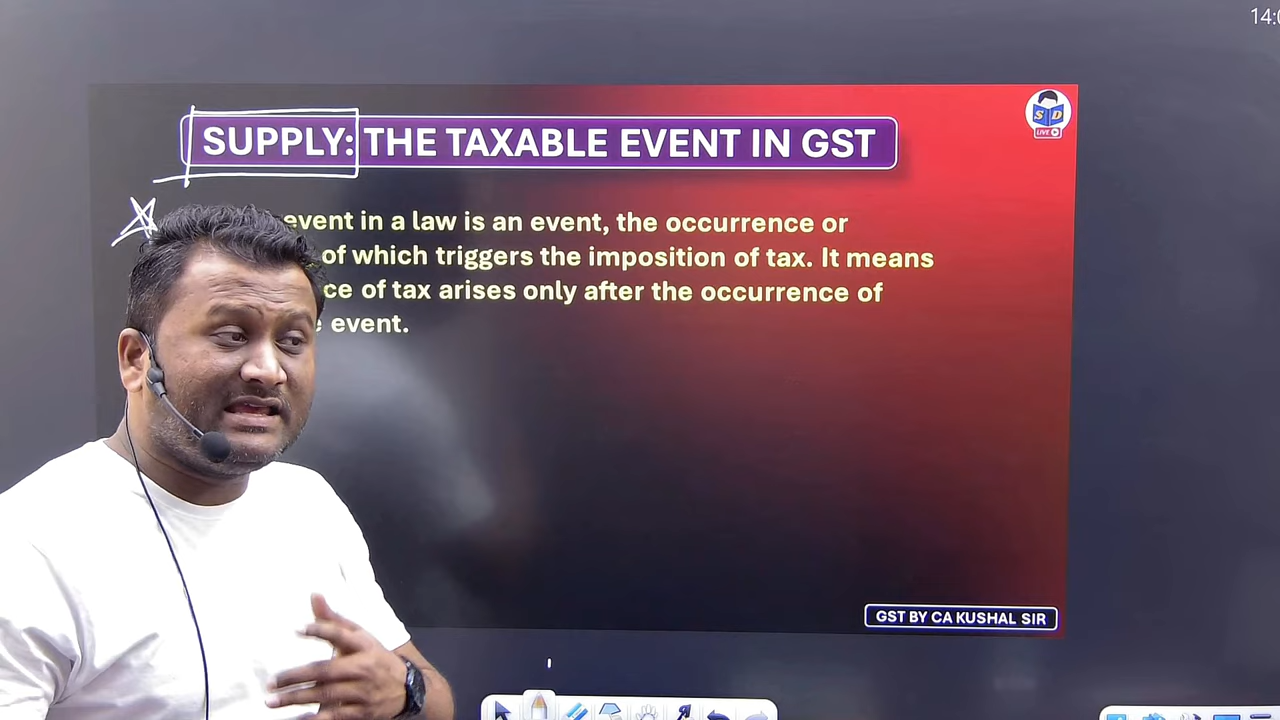 14:0
S D
LIVE
SUPPLY: THE TAXABLE EVENT IN GST
event in a law is an event, the occurrence or
of which triggers the imposition of tax. It means
ce of tax arises only after the occurrence of
event.
GST BY CA KUSHAL SIR